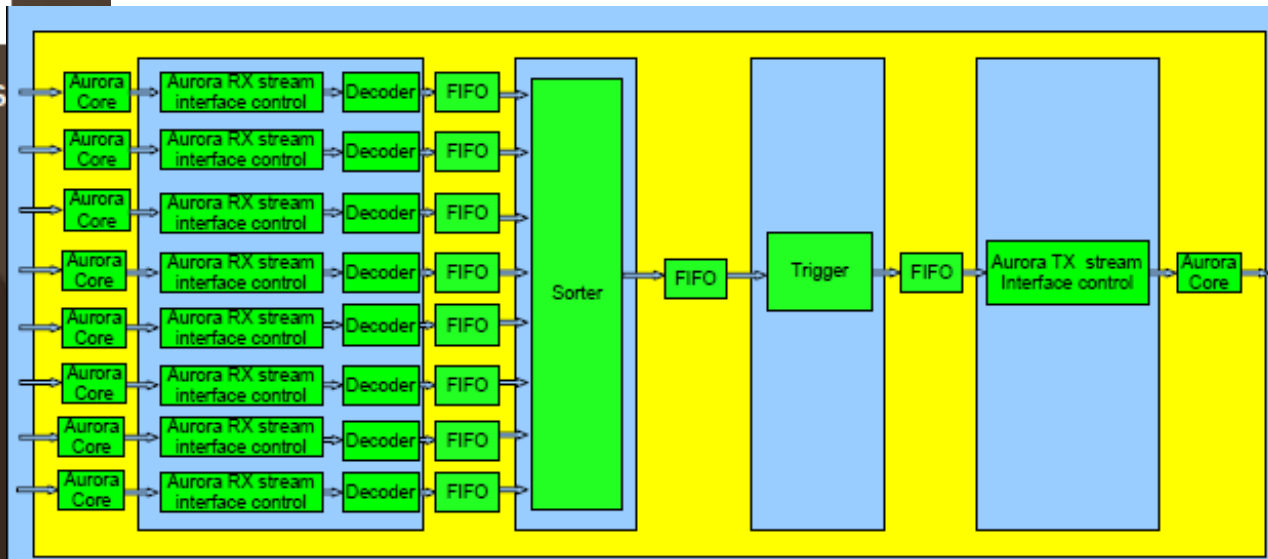 s
Aurora
Core
Aurora RX stream
interface control
Decoder
FIFO
Aurora
Core
Aurora RX stream
interface control
Decoder
FIFO
Aurora
Core
Aurora RX stream
interface control
Decoder
FIFO
Aurora
Core
Aurora RX stream
interface control
Decoder
FIFO
Aurora
Core
Aurora RX stream
interface control
Decoder
FIFO
Aurora
Core
Aurora RX stream
interface control
Decoder
FIFO
Aurora
Core
Aurora RX stream
interface control
Decoder
FIFO
Aurora
Core
Aurora RX stream
interface control
Decoder
FIFO
Sorter
FIFO
Trigger
FIFO
Aurora TX stream
Interface control
Aurora
Core